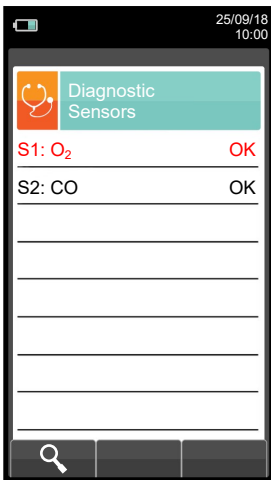 25/09/18
10:00
Diagnostic
Sensors
S1: O₂ OK
S2: CO OK